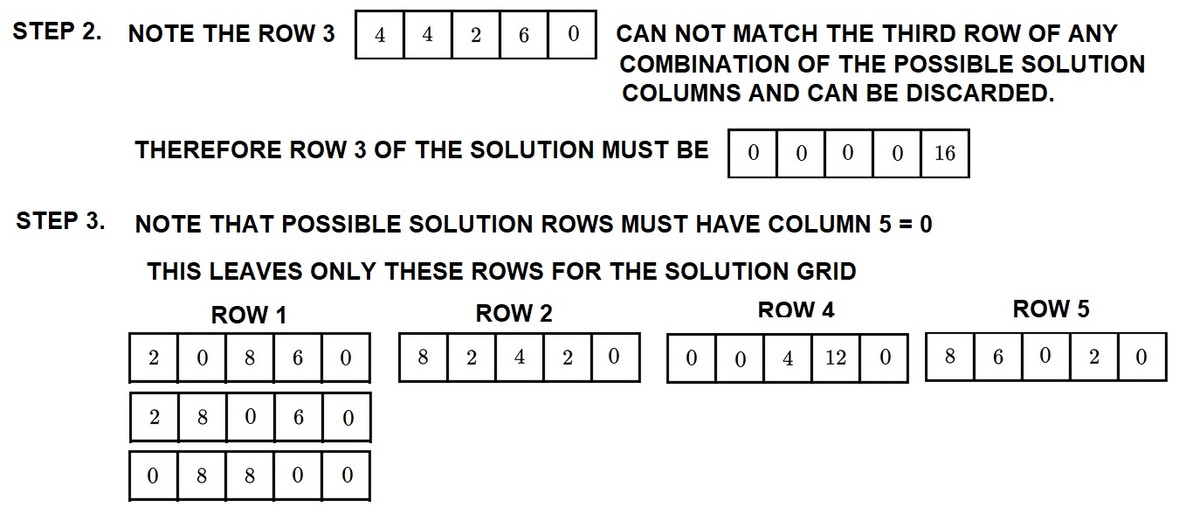 STEP 2. NOTE THE ROW 3 4 4 2 6 0 CAN NOT MATCH THE THIRD ROW OF ANY
COMBINATION OF THE POSSIBLE SOLUTION
COLUMNS AND CAN BE DISCARDED.
THEREFORE ROW 3 OF THE SOLUTION MUST BE 0 0 0 0 16
STEP 3. NOTE THAT POSSIBLE SOLUTION ROWS MUST HAVE COLUMN 5 = 0
THIS LEAVES ONLY THESE ROWS FOR THE SOLUTION GRID
ROW 1 ROW 2 ROW 4 ROW 5
2 0 8 6 0 8 2 4 2 0 0 0 4 12 0 8 6 0 2 0
2 8 0 6 0
0 8 8 0 0